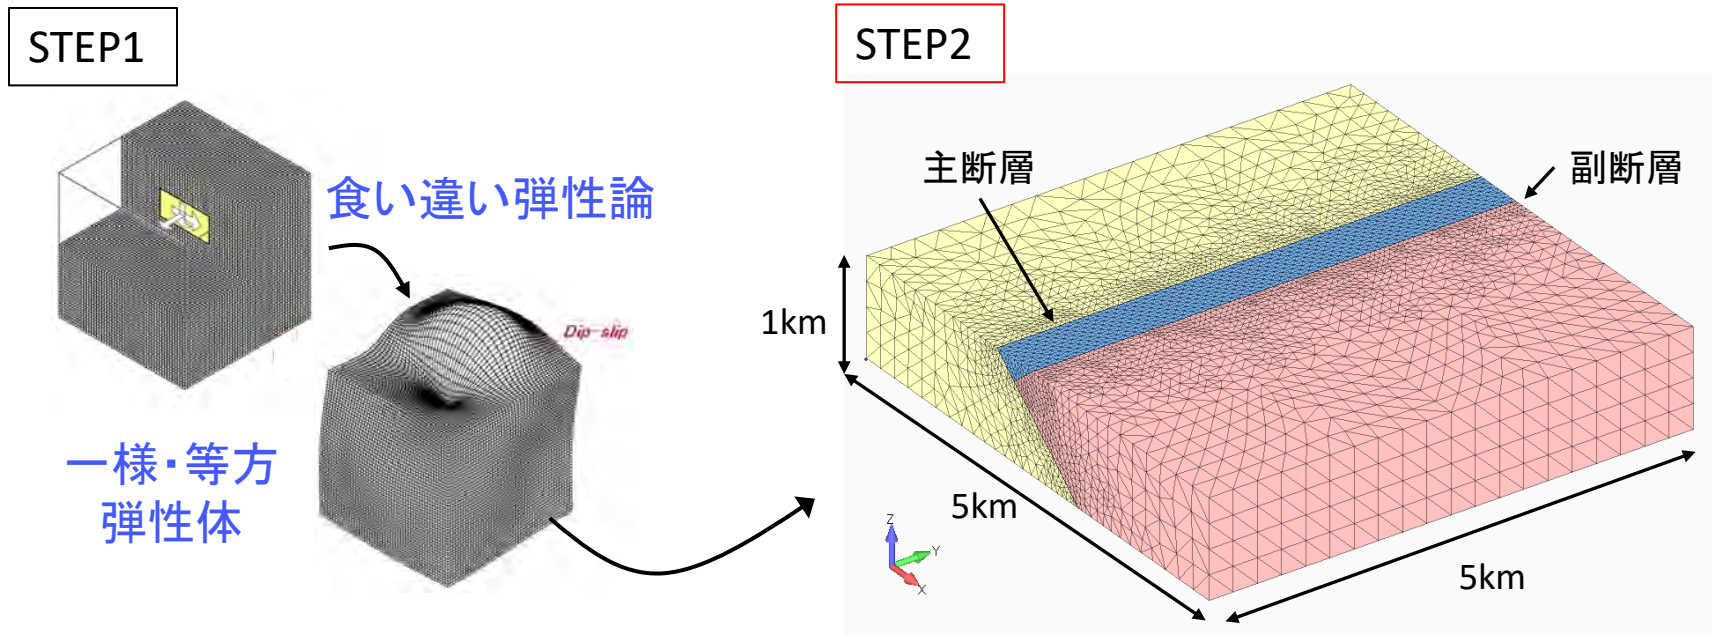 STEP1
食い違い弾性論
Dip-slip
一様・等方
弾性体
STEP2
主断層
副断層
1km
5km
5km
Z
Y
X